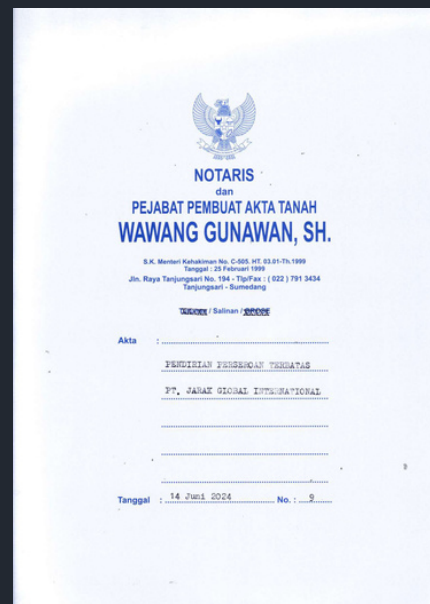 NOTARIS
dan
PEJABAT PEMBUAT AKTA TANAH
WAWANG GUNAWAN, SH.
S.K. Menteri Kehakiman No. C-505. HT. 03.01-Th.1999
Tanggal : 25 Februari 1999
Jln. Raya Tanjungsari No. 194 - Tlp/Fax : ( 022 ) 791 3434
Tanjungsari - Sumedang
/ Salinan /
Akta :
PENDIRIAN PERSEROAN TERBATAS
PT. JABAK GLOBAL INTERNATIONAL
Tanggal : 14 Juni 2024 No. : 9